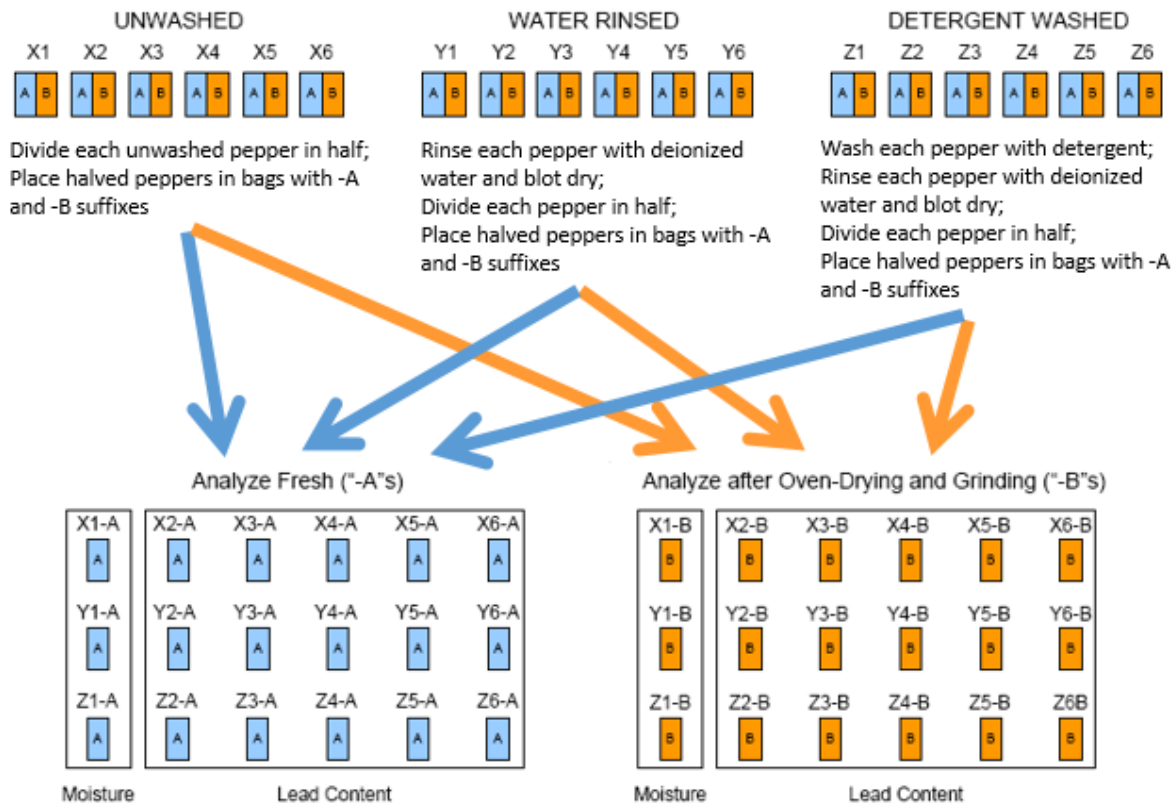 UNWASHED
X1 X2 X3 X4 X5 X6
A B A B A B A B A B A B
Divide each unwashed pepper in half;
Place halved peppers in bags with -A
and -B suffixes
WATER RINSED
Y1 Y2 Y3 Y4 Y5 Y6
A B A B A B A B A B A B
Rinse each pepper with deionized
water and blot dry;
Divide each pepper in half;
Place halved peppers in bags with -A
and -B suffixes
DETERGENT WASHED
Z1 Z2 Z3 Z4 Z5 Z6
A B A B A B A B A B A B
Wash each pepper with detergent;
Rinse each pepper with deionized
water and blot dry;
Divide each pepper in half;
Place halved peppers in bags with -A
and -B suffixes
Analyze Fresh ("-A"s)
X1-A X2-A X3-A X4-A X5-A X6-A
A A A A A A
Y1-A Y2-A Y3-A Y4-A Y5-A Y6-A
A A A A A A
Z1-A Z2-A Z3-A Z4-A Z5-A Z6-A
A A A A A A
Moisture Lead Content
Analyze after Oven-Drying and Grinding ("-B"s)
X1-B X2-B X3-B X4-B X5-B X6-B
B B B B B B
Y1-B Y2-B Y3-B Y4-B Y5-B Y6-B
B B B B B B
Z1-B Z2-B Z3-B Z4-B Z5-B Z6B
B B B B B B
Moisture Lead Content